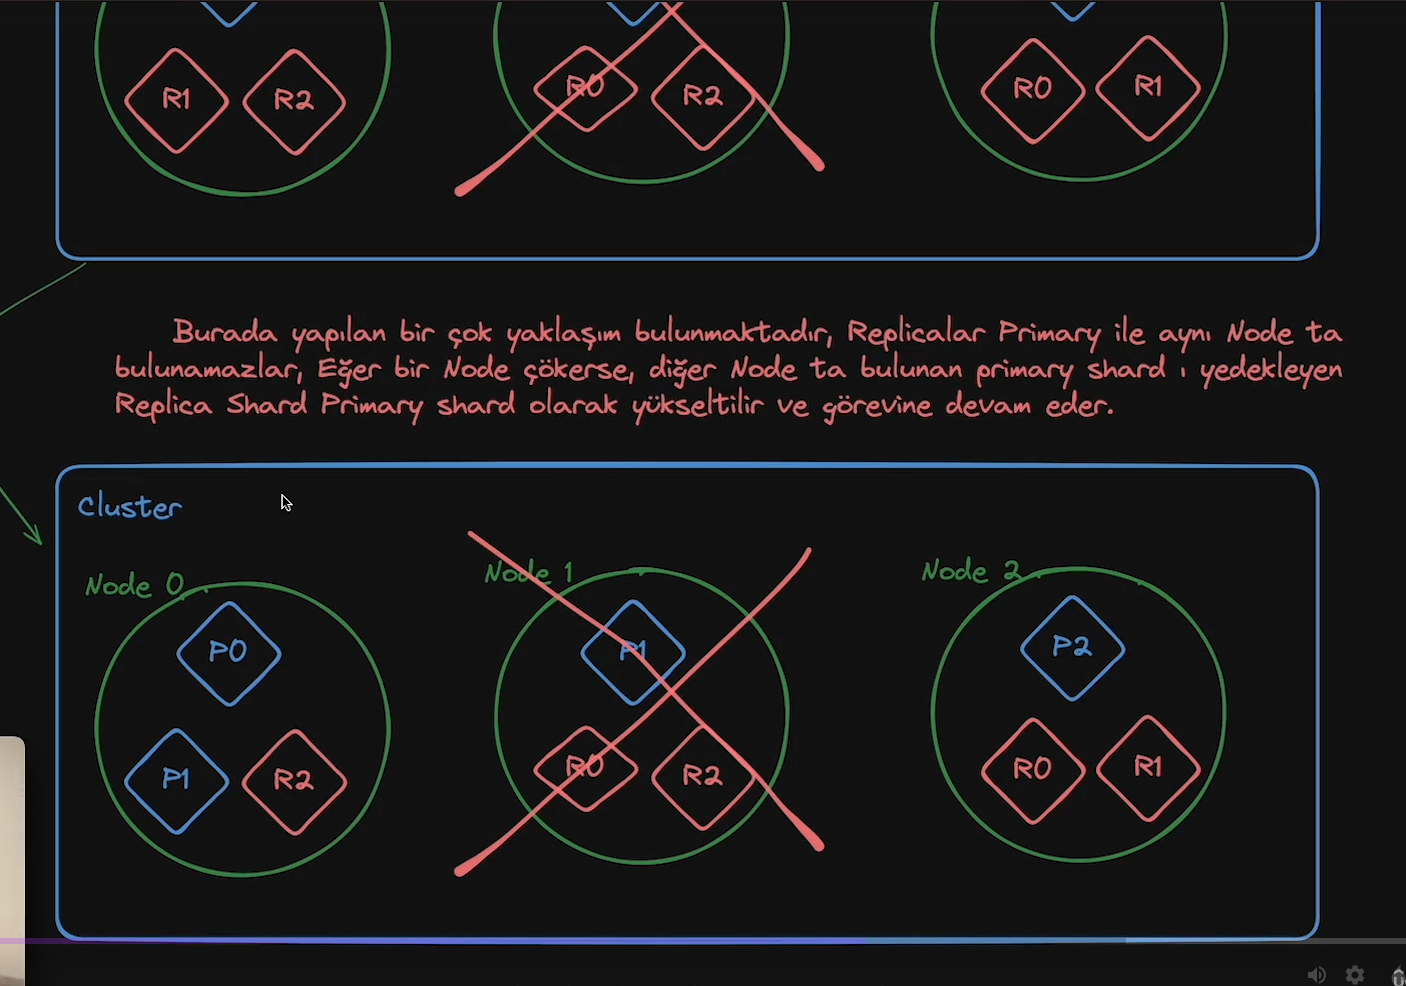 R1 R2 R0 R2 R0 R1
Burada yapılan bir çok yaklaşım bulunmaktadır, Replicalar Primary ile aynı Node ta
bulunamazlar, Eğer bir Node çökerse, diğer Node ta bulunan primary shard ı yedekleyen
Replica Shard Primary shard olarak yükseltilir ve görevine devam eder.
Cluster
Node 0 Node 1 Node 2
P0 P1 P2
P1 R2 R0 R2 R0 R1